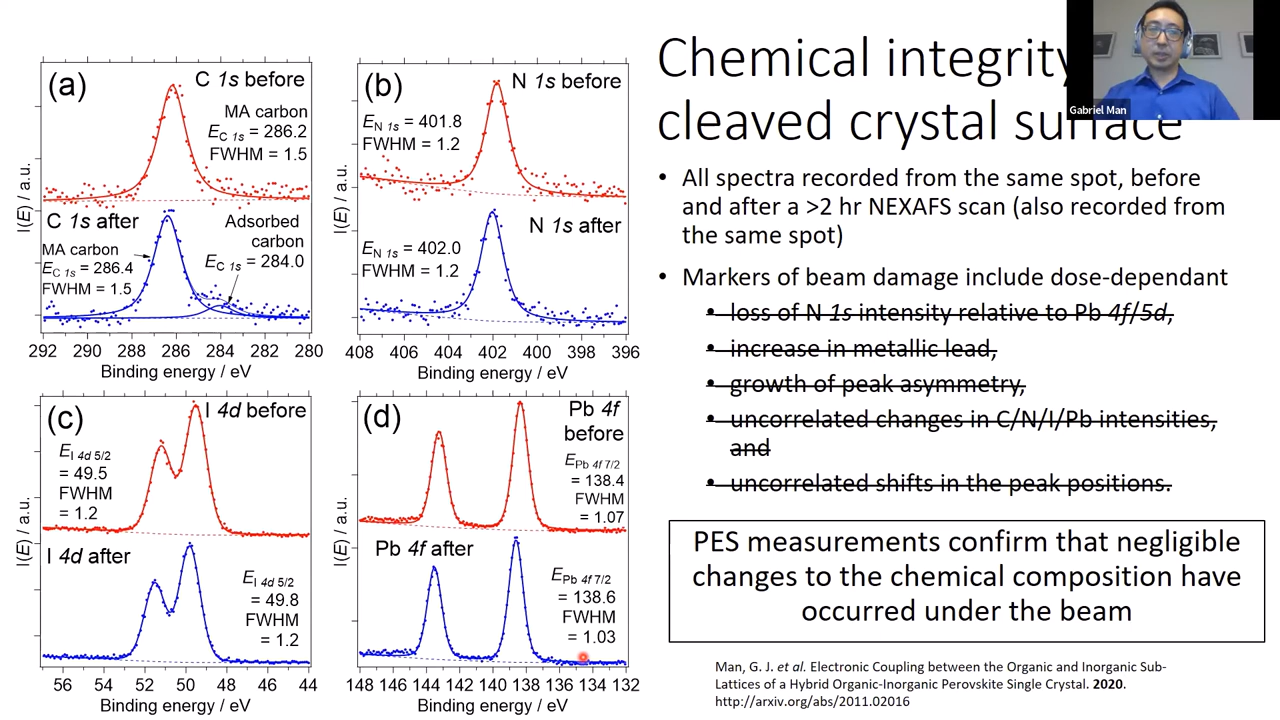 Chemical integrity
cleaved crystal surface
Gabriel Man
(a)
C 1s before
MA carbon
E C 1s = 286.2
FWHM = 1.5
C 1s after
MA carbon
E C 1s = 286.4
FWHM = 1.5
Adsorbed
carbon
E C 1s = 284.0
I(E) / a.u.
292 290 288 286 284 282 280
Binding energy / eV
(b)
N 1s before
E N 1s = 401.8
FWHM = 1.2
N 1s after
E N 1s = 402.0
FWHM = 1.2
I(E) / a.u.
408 406 404 402 400 398 396
Binding energy / eV
(c)
I 4d before
E I 4d 5/2
= 49.5
FWHM
= 1.2
I 4d after
E I 4d 5/2
= 49.8
FWHM
= 1.2
I(E) / a.u.
56 54 52 50 48 46 44
Binding energy / eV
(d)
Pb 4f
before
E Pb 4f 7/2
= 138.4
FWHM
= 1.07
Pb 4f after
E Pb 4f 7/2
= 138.6
FWHM
= 1.03
I(E) / a.u.
148 146 144 142 140 138 136 134 132
Binding energy / eV
• All spectra recorded from the same spot, before
and after a >2 hr NEXAFS scan (also recorded from
the same spot)
• Markers of beam damage include dose-dependant
• loss of N 1s intensity relative to Pb 4f/5d,
• increase in metallic lead,
• growth of peak asymmetry,
• uncorrelated changes in C/N/I/Pb intensities,
and
• uncorrelated shifts in the peak positions.
PES measurements confirm that negligible
changes to the chemical composition have
occurred under the beam
Man, G. J. et al. Electronic Coupling between the Organic and Inorganic Sub-
Lattices of a Hybrid Organic-Inorganic Perovskite Single Crystal. 2020.
http://arxiv.org/abs/2011.02016